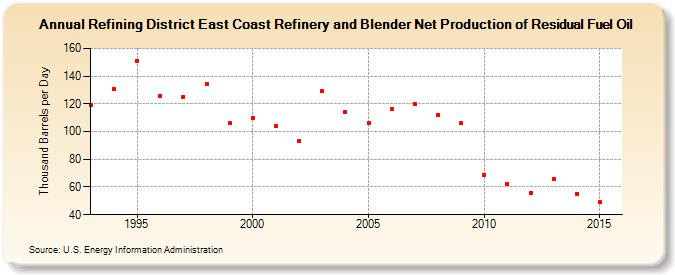 Annual Refining District East Coast Refinery and Blender Net Production of Residual Fuel Oil
Thousand Barrels per Day
160
140
120
100
80
60
40
1995 2000 2005 2010 2015
Source: U.S. Energy Information Administration